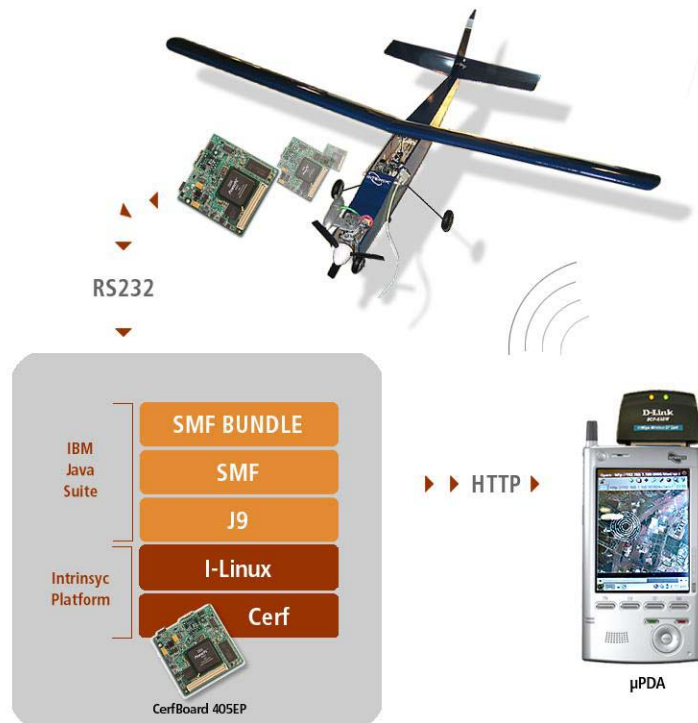 RS232
IBM
Java
Suite
SMF BUNDLE
SMF
J9
Intrinsyc
Platform
I-Linux
Cerf
CerfBoard 405EP
HTTP
D-Link
µPDA